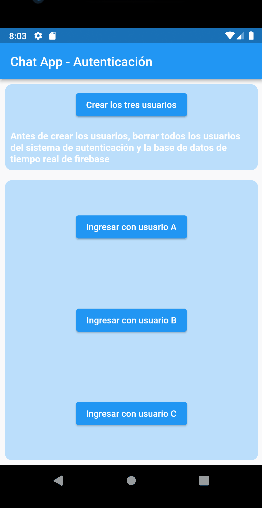 8:03
Chat App - Autenticación
Crear los tres usuarios
Antes de crear los usuarios, borrar todos los usuarios
del sistema de autenticación y la base de datos de
tiempo real de firebase
Ingresar con usuario A
Ingresar con usuario B
Ingresar con usuario C